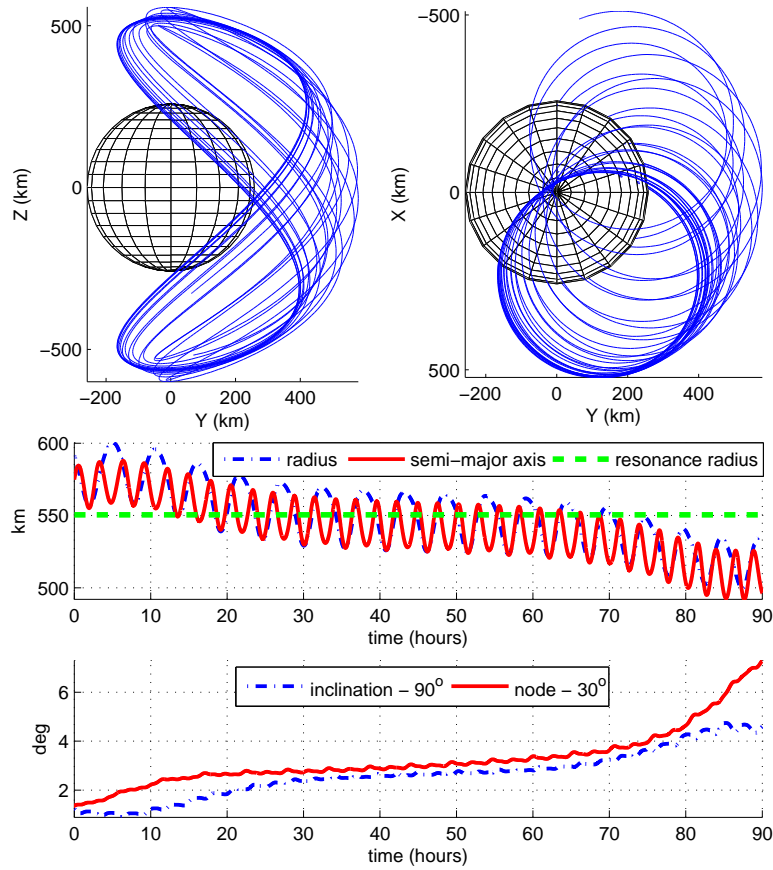 500
0
−500
Z (km)
−200 0 200 400
Y (km)
−500
0
500
X (km)
−200 0 200 400
Y (km)
600
550
500
km
radius semi−major axis resonance radius
0 10 20 30 40 50 60 70 80 90
time (hours)
6
4
2
deg
inclination − 90o node − 30o
0 10 20 30 40 50 60 70 80 90
time (hours)